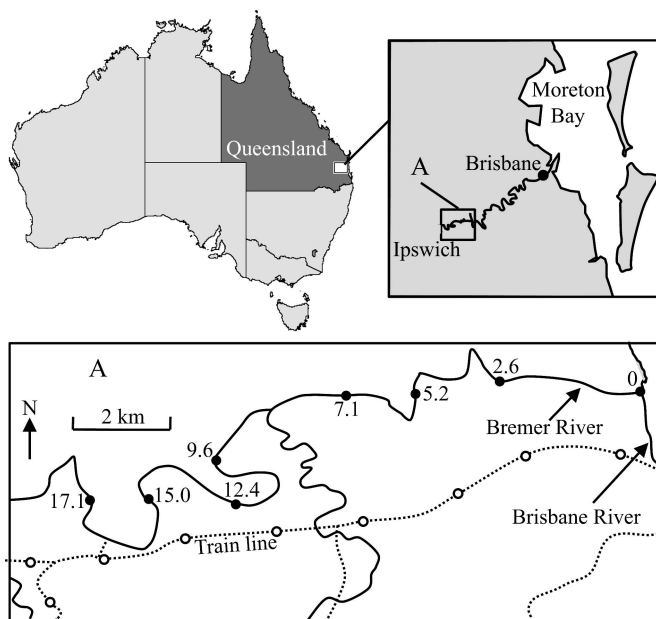 Queensland
Moreton
Bay
Brisbane
A
Ipswich
A
N
2 km
0
2.6
5.2
7.1
Bremer River
9.6
12.4
15.0
17.1
Train line
Brisbane River